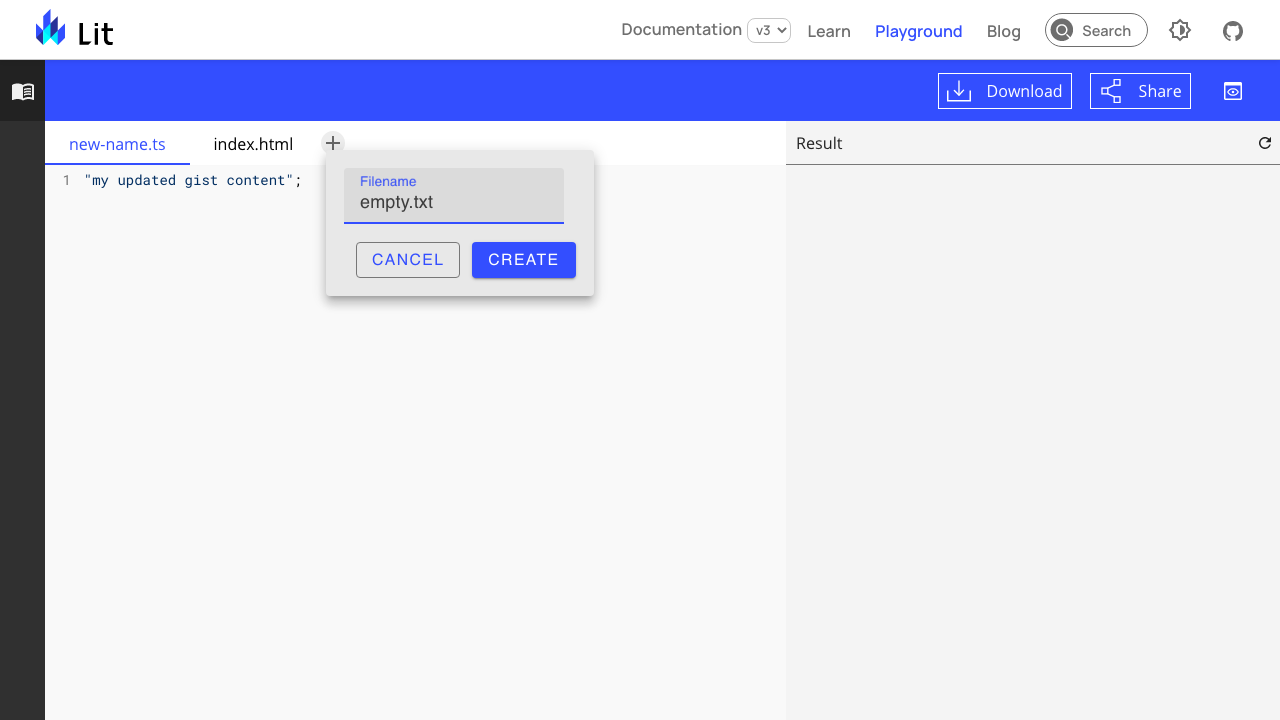 Lit
Documentation v3 Learn Playground Blog Search
Download Share
new-name.ts index.html
Result
1 "my updated gist content";
Filename
empty.txt
CANCEL CREATE